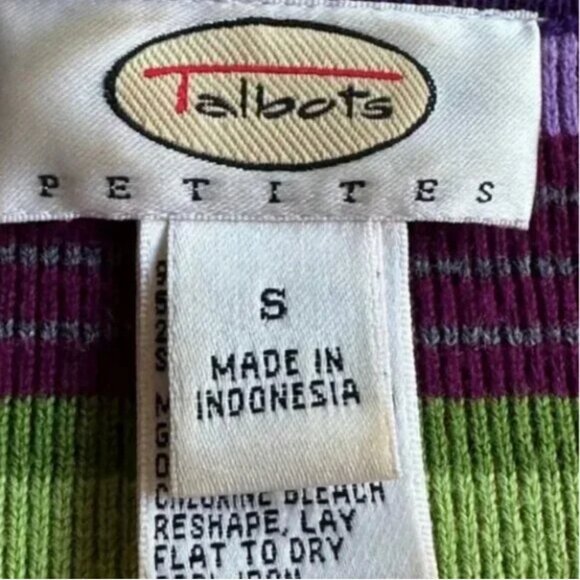 Talbots
PETITES
S
MADE IN
INDONESIA
CHLORINE BLEACH
RESHAPE, LAY
FLAT TO DRY